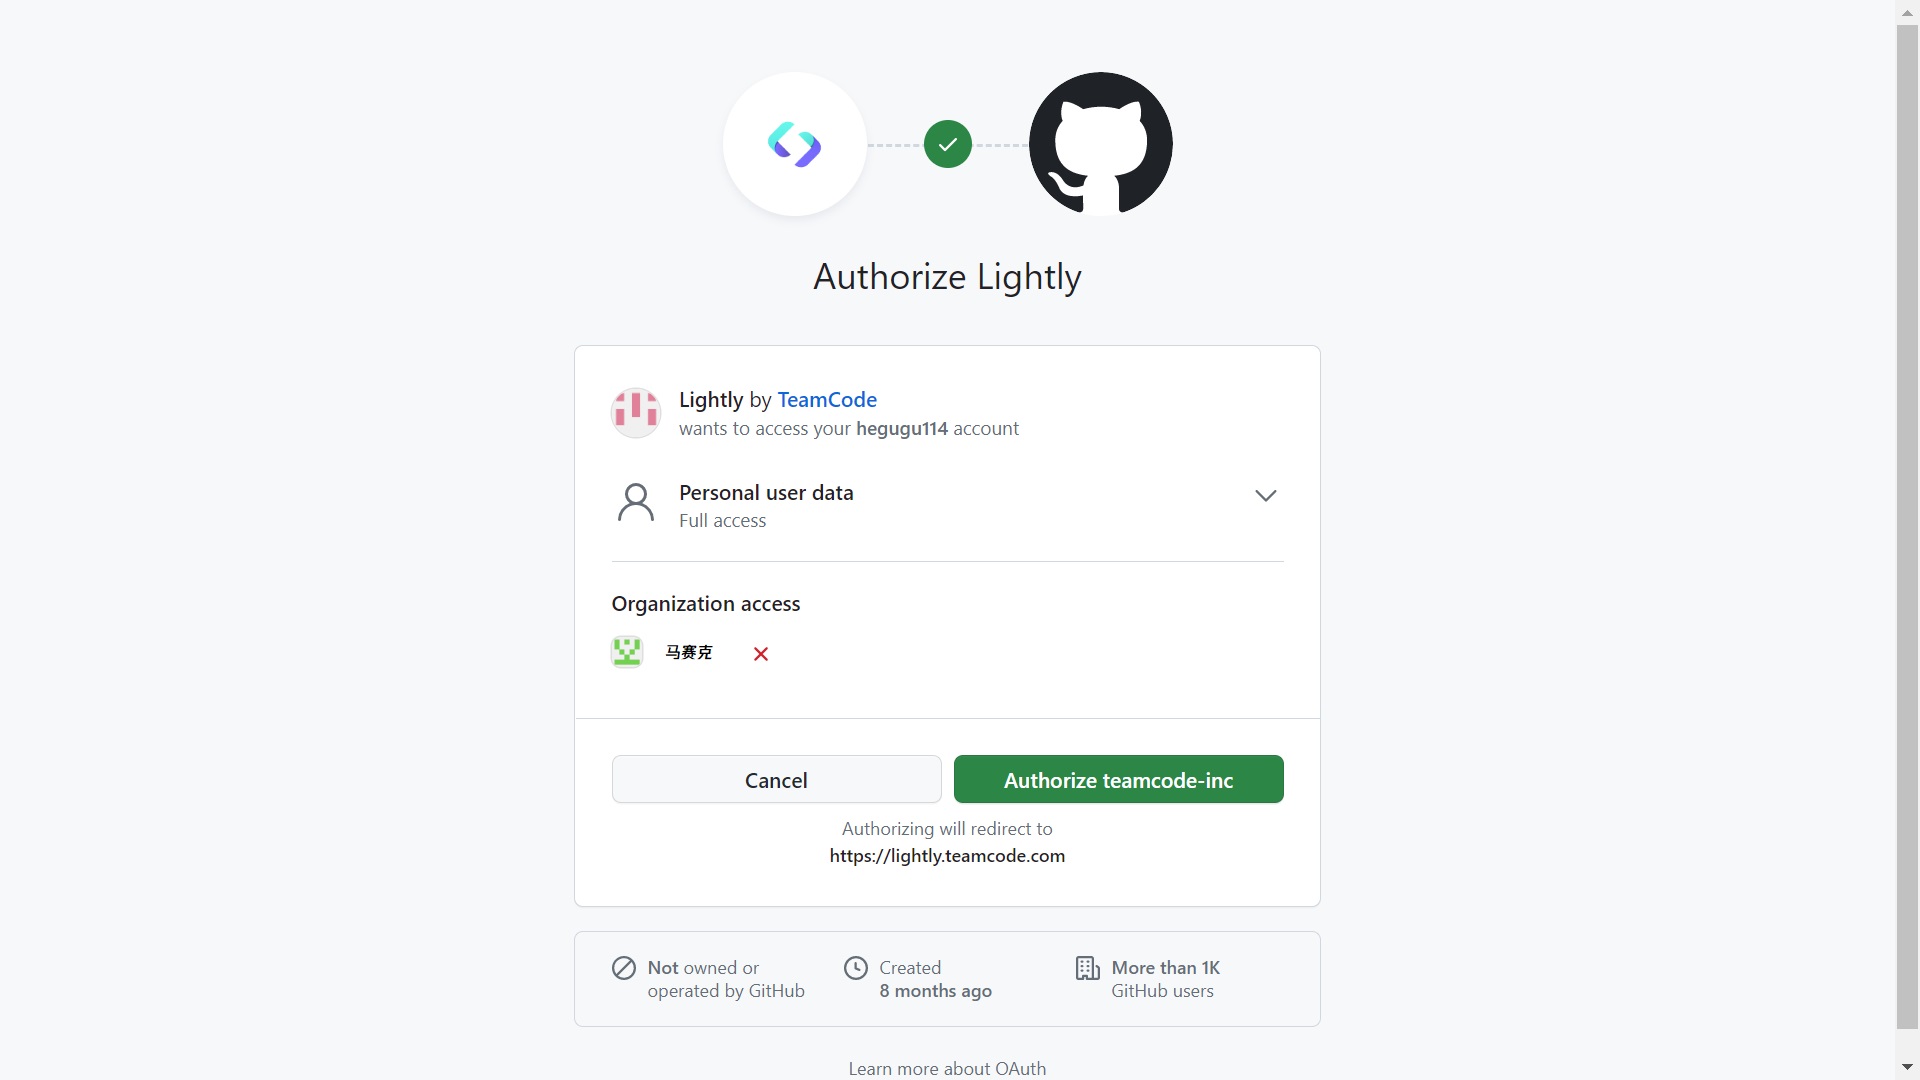 Authorize Lightly
Lightly by TeamCode
wants to access your hegugu114 account
Personal user data
Full access
Organization access
马赛克
Cancel
Authorize teamcode-inc
Authorizing will redirect to
https://lightly.teamcode.com
Not owned or
operated by GitHub
Created
8 months ago
More than 1K
GitHub users
Learn more about OAuth